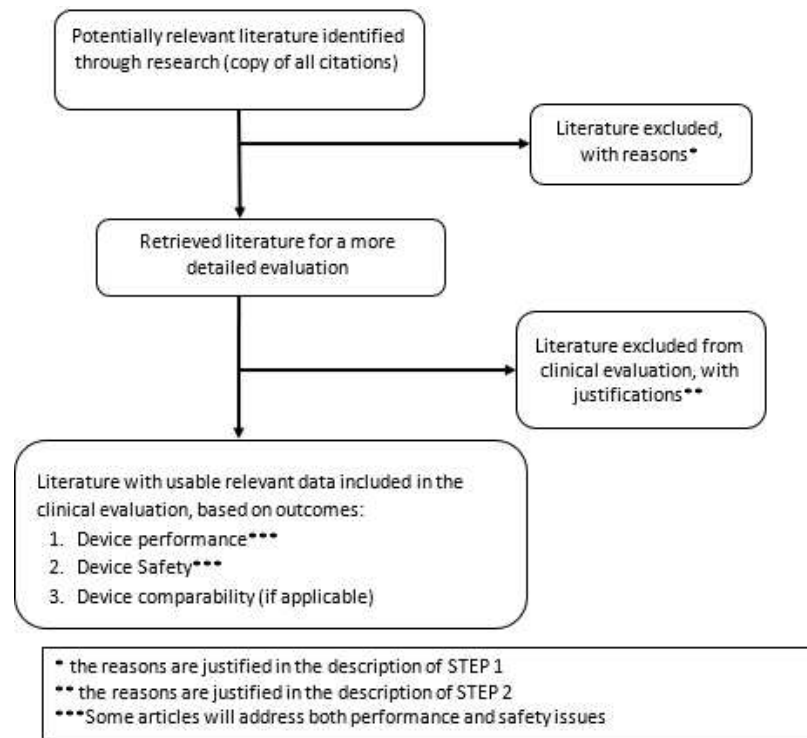 Potentially relevant literature identified
through research (copy of all citations)
Literature excluded,
with reasons*
Retrieved literature for a more
detailed evaluation
Literature excluded from
clinical evaluation, with
justifications**
Literature with usable relevant data included in the
clinical evaluation, based on outcomes:
1. Device performance***
2. Device Safety***
3. Device comparability (if applicable)
* the reasons are justified in the description of STEP 1
** the reasons are justified in the description of STEP 2
***Some articles will address both performance and safety issues